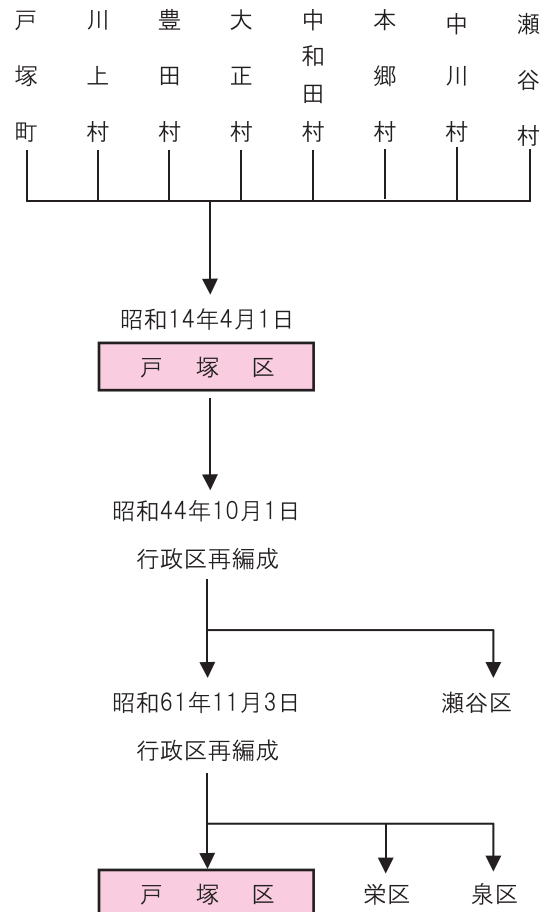 戸塚町
川上村
豊田村
大正村
中和田村
本郷村
中川村
瀬谷村
昭和14年4月1日
戸塚区
昭和44年10月1日
行政区再編成
昭和61年11月3日
瀬谷区
行政区再編成
戸塚区
栄区
泉区